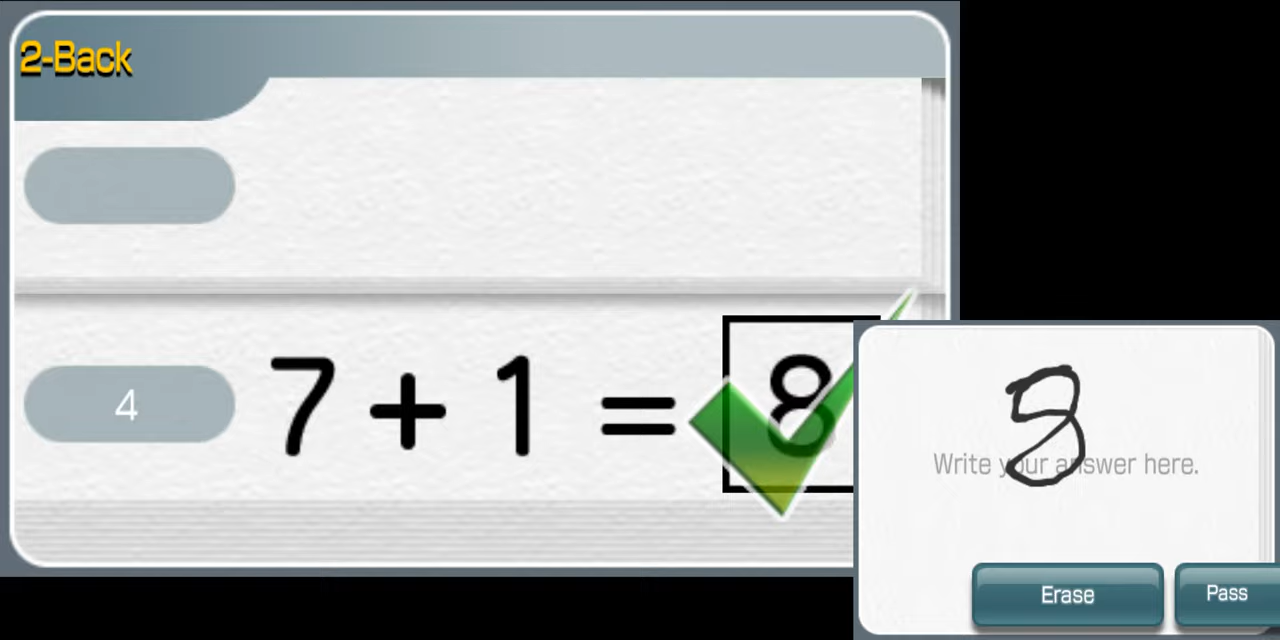 2-Back
4 7 + 1 = 8
8
Write your answer here.
Erase Pass